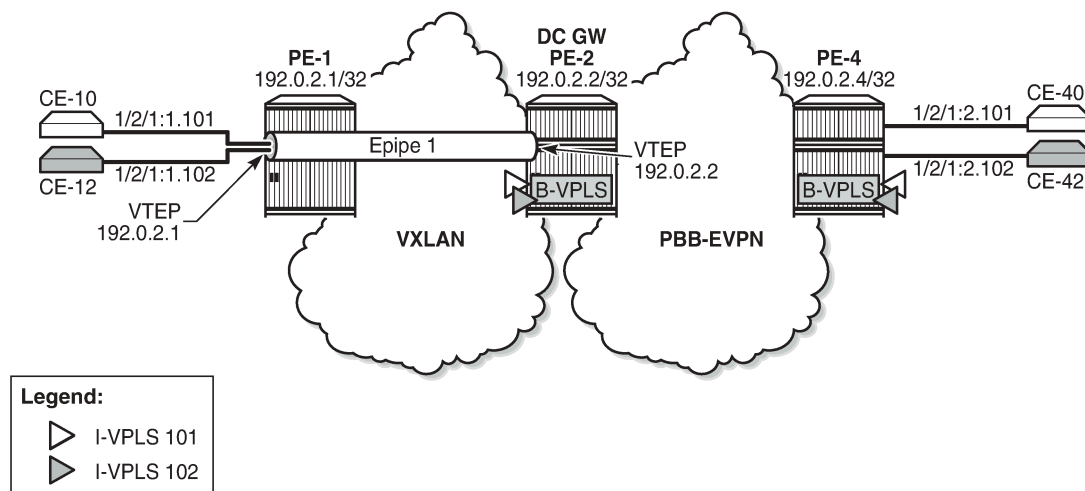 PE-1
192.0.2.1/32
DC GW
PE-2
192.0.2.2/32
PE-4
192.0.2.4/32
CE-10
1/2/1:1.101
CE-12
1/2/1:1.102
VTEP
192.0.2.1
Epipe 1
VTEP
192.0.2.2
B-VPLS
B-VPLS
CE-40
1/2/1:2.101
1/2/1:2.102
CE-42
VXLAN
PBB-EVPN
Legend:
I-VPLS 101
I-VPLS 102